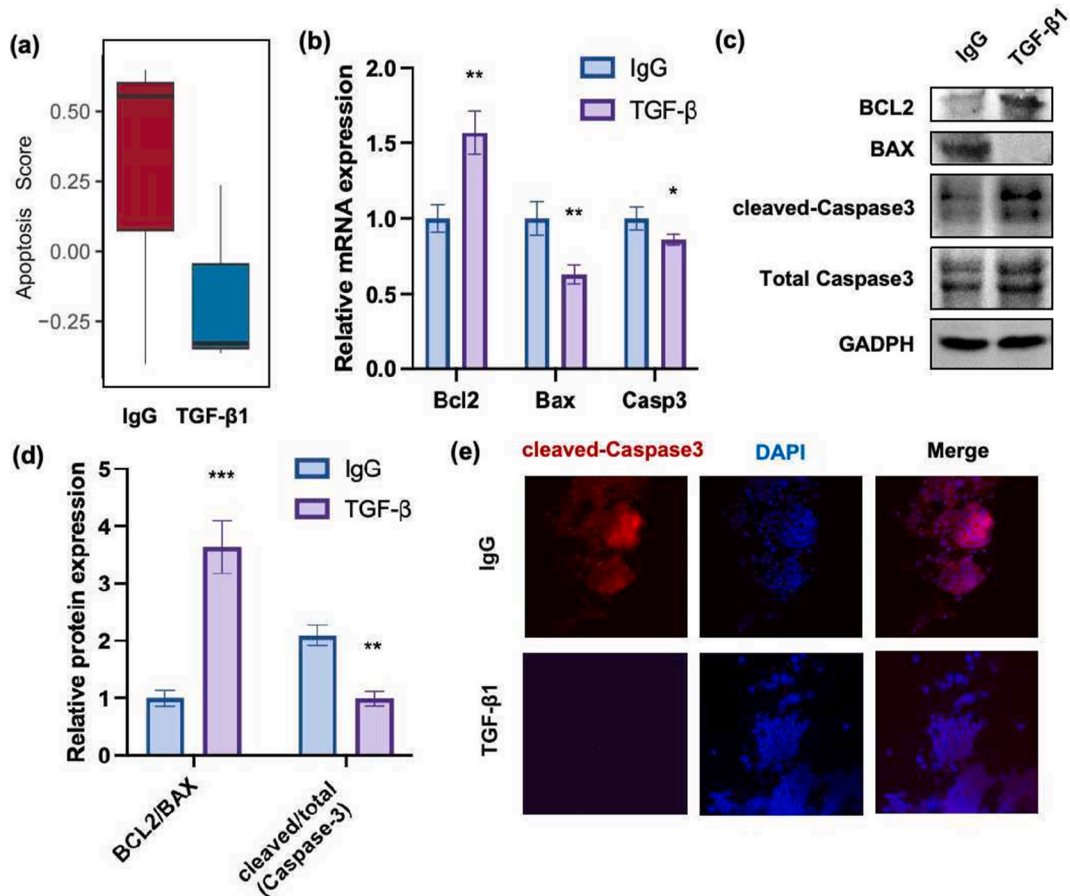 (a)
Apoptosis Score
0.50
0.25
0.00
−0.25
IgG TGF-β1
(b)
Relative mRNA expression
2.0
1.5
1.0
0.5
0.0
** ** *
IgG
TGF-β
Bcl2 Bax Casp3
(c)
IgG TGF-β1
BCL2
BAX
cleaved-Caspase3
Total Caspase3
GADPH
(d)
Relative protein expression
5
4
3
2
1
0
*** **
IgG
TGF-β
BCL2/BAX
cleaved/total
(Caspase-3)
(e)
cleaved-Caspase3 DAPI Merge
IgG
TGF-β1